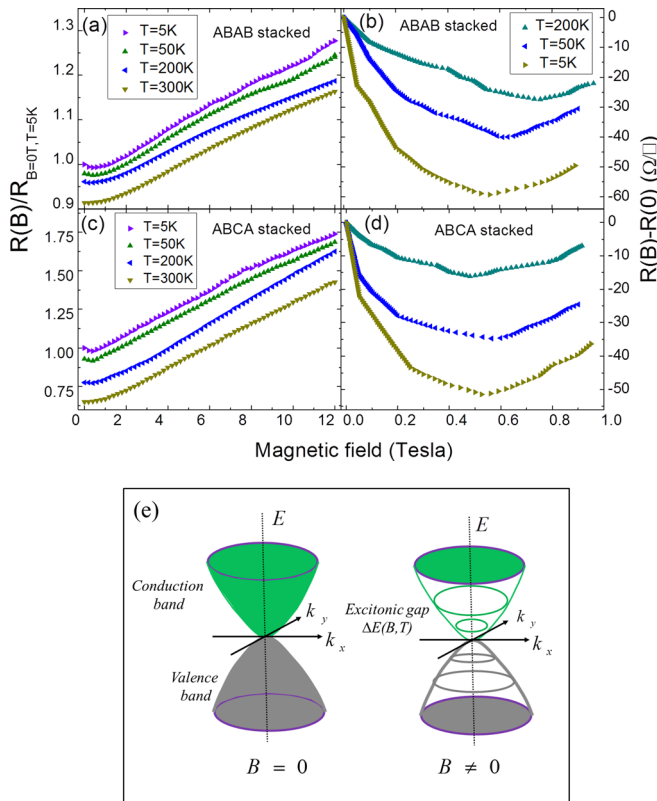 (a)
ABAB stacked
T=5K
T=50K
T=200K
T=300K
1.3
1.2
1.1
1.0
0.9
(b)
ABAB stacked
T=200K
T=50K
T=5K
0
-10
-20
-30
-40
-50
-60
(c)
ABCA stacked
T=5K
T=50K
T=200K
T=300K
1.75
1.50
1.00
0.75
0 2 4 6 8 10 12
(d)
ABCA stacked
0
-10
-20
-30
-40
-50
0.0 0.2 0.4 0.6 0.8 1.0
R(B)/R_{B=0T,T=5K}
R(B)-R(0) (Ω/□)
Magnetic field (Tesla)
(e)
E
Conduction
band
k_y
k_x
Valence
band
B = 0
E
Excitonic gap
ΔE(B,T)
k_y
k_x
B ≠ 0